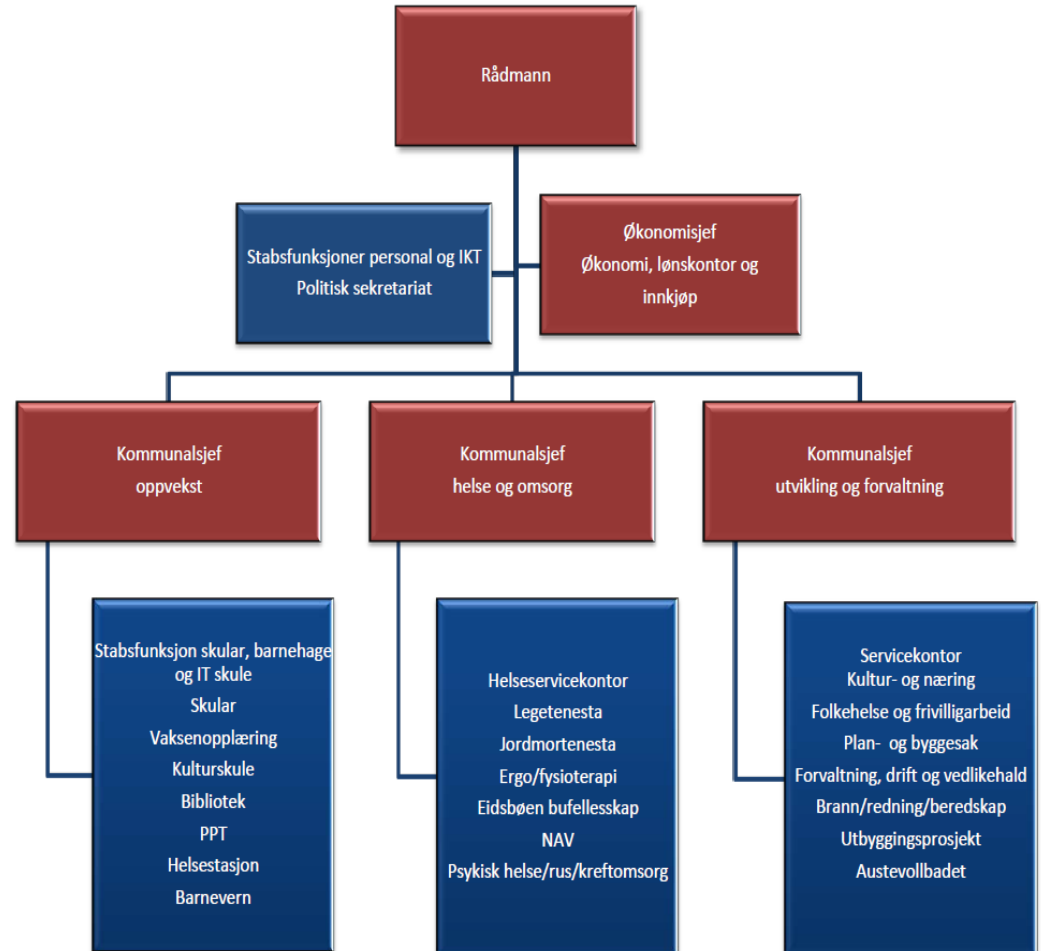 Rådmann
Stabsfunksjoner personal og IKT
Politisk sekretariat
Økonomisjef
Økonomi, lønskontor og
innkjøp
Kommunalsjef
oppvekst
Kommunalsjef
helse og omsorg
Kommunalsjef
utvikling og forvaltning
Stabsfunksjon skular, barnehage
og IT skule
Skular
Vaksenopplæring
Kulturskule
Bibliotek
PPT
Helsestasjon
Barnevern
Helseservicekontor
Legetenesta
Jordmortenesta
Ergo/fysioterapi
Eidsbøen bufellesskap
NAV
Psykisk helse/rus/kreftomsorg
Servicekontor
Kultur- og næring
Folkehelse og frivilligarbeid
Plan- og byggesak
Forvaltning, drift og vedlikehald
Brann/redning/beredskap
Utbyggingsprosjekt
Austevollbadet